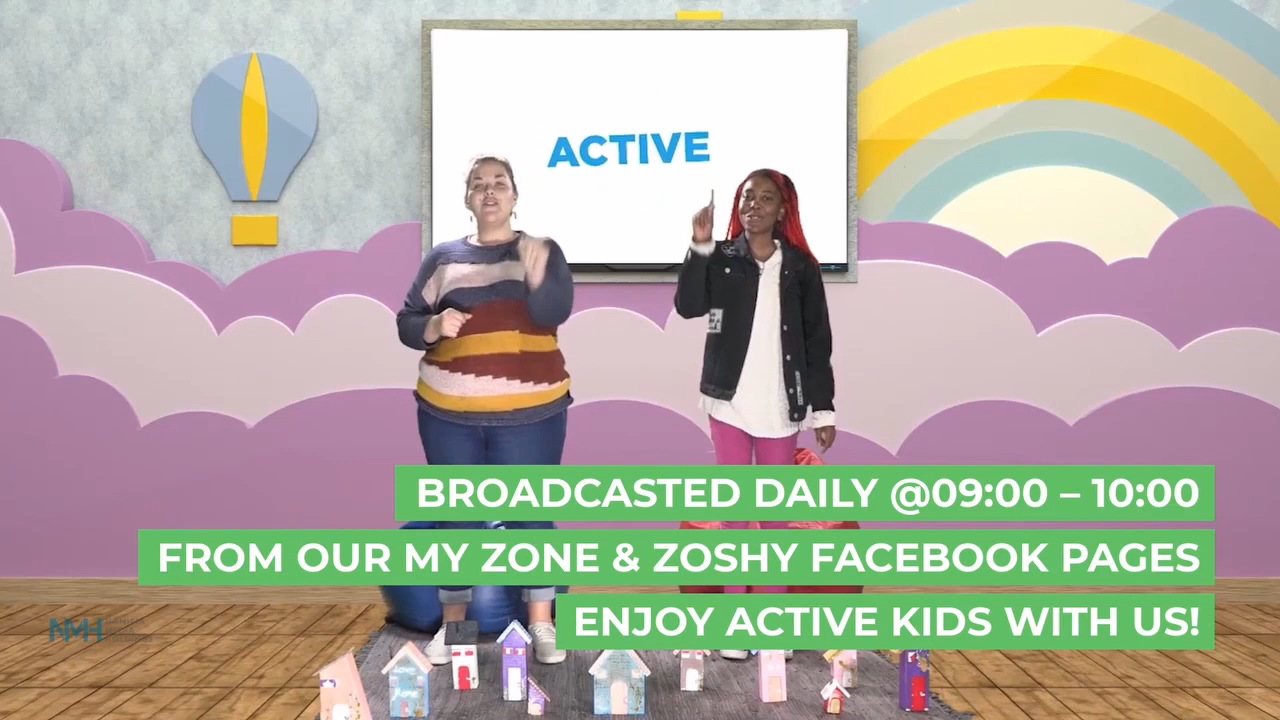 ACTIVE
BROADCASTED DAILY @09:00 – 10:00
FROM OUR MY ZONE & ZOSHY FACEBOOK PAGES
ENJOY ACTIVE KIDS WITH US!
NMH